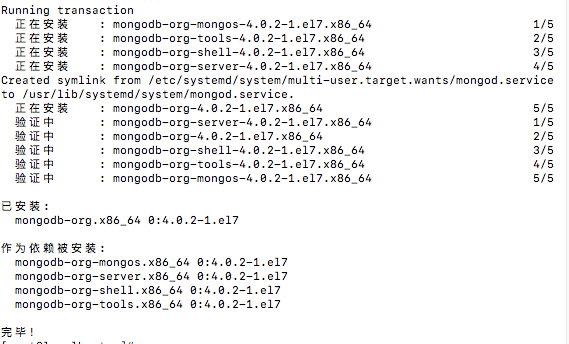 Running transaction
正在安装 : mongodb-org-mongos-4.0.2-1.el7.x86_64 1/5
正在安装 : mongodb-org-tools-4.0.2-1.el7.x86_64 2/5
正在安装 : mongodb-org-shell-4.0.2-1.el7.x86_64 3/5
正在安装 : mongodb-org-server-4.0.2-1.el7.x86_64 4/5
Created symlink from /etc/systemd/system/multi-user.target.wants/mongod.service
to /usr/lib/systemd/system/mongod.service.
正在安装 : mongodb-org-4.0.2-1.el7.x86_64 5/5
验证中 : mongodb-org-server-4.0.2-1.el7.x86_64 1/5
验证中 : mongodb-org-4.0.2-1.el7.x86_64 2/5
验证中 : mongodb-org-shell-4.0.2-1.el7.x86_64 3/5
验证中 : mongodb-org-tools-4.0.2-1.el7.x86_64 4/5
验证中 : mongodb-org-mongos-4.0.2-1.el7.x86_64 5/5
已安装:
mongodb-org.x86_64 0:4.0.2-1.el7
作为依赖被安装:
mongodb-org-mongos.x86_64 0:4.0.2-1.el7
mongodb-org-server.x86_64 0:4.0.2-1.el7
mongodb-org-shell.x86_64 0:4.0.2-1.el7
mongodb-org-tools.x86_64 0:4.0.2-1.el7
完毕！